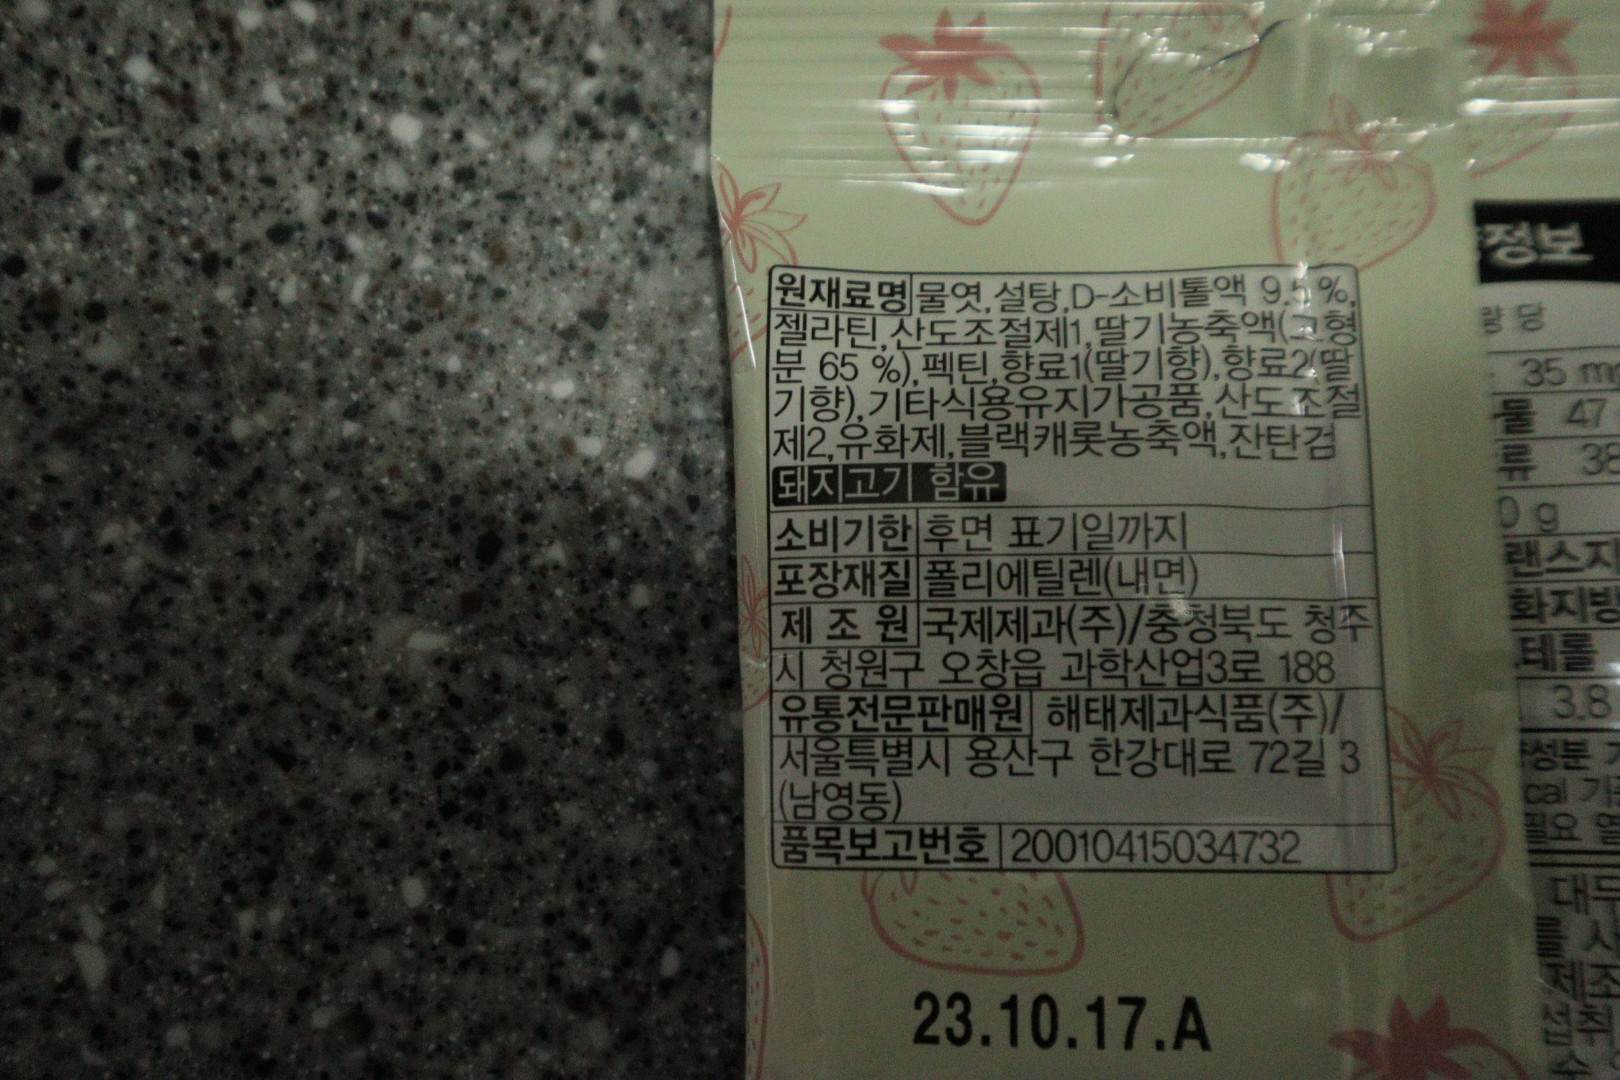 원재료명 물엿,설탕,D-소비톨액 9.5 %,
젤라틴,산도조절제1,딸기농축액(고형
분 65 %),펙틴,향료1(딸기향),향료2(딸
기향),기타식용유지가공품,산도조절
제2,유화제,블랙캐롯농축액,잔탄검
돼지고기 함유
소비기한 후면 표기일까지
포장재질 폴리에틸렌(내면)
제 조 원 국제제과(주)/충청북도 청주
시 청원구 오창읍 과학산업3로 188
유통전문판매원 해태제과식품(주)/
서울특별시 용산구 한강대로 72길 3
(남영동)
품목보고번호 20010415034732
23.10.17.A
정보
당
35
47
38
0 g
3.8